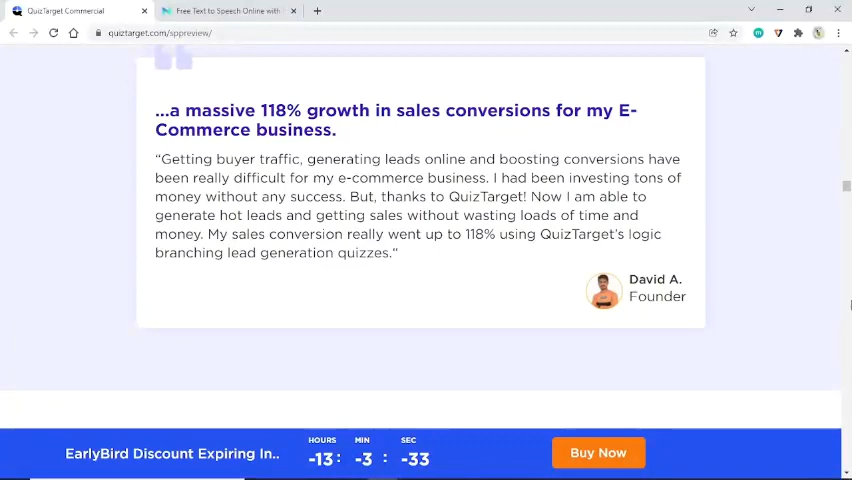 QuizTarget Commercial
Free Text to Speech Online with
quiztarget.com/sppreview/
...a massive 118% growth in sales conversions for my E-
Commerce business.
“Getting buyer traffic, generating leads online and boosting conversions have
been really difficult for my e-commerce business. I had been investing tons of
money without any success. But, thanks to QuizTarget! Now I am able to
generate hot leads and getting sales without wasting loads of time and
money. My sales conversion really went up to 118% using QuizTarget’s logic
branching lead generation quizzes.“
David A.
Founder
EarlyBird Discount Expiring In..
HOURS MIN SEC
-13 : -3 : -33
Buy Now